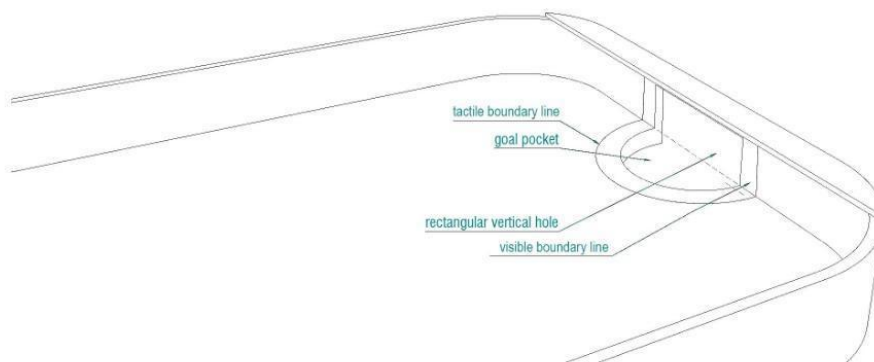 tactile boundary line
goal pocket
rectangular vertical hole
visible boundary line